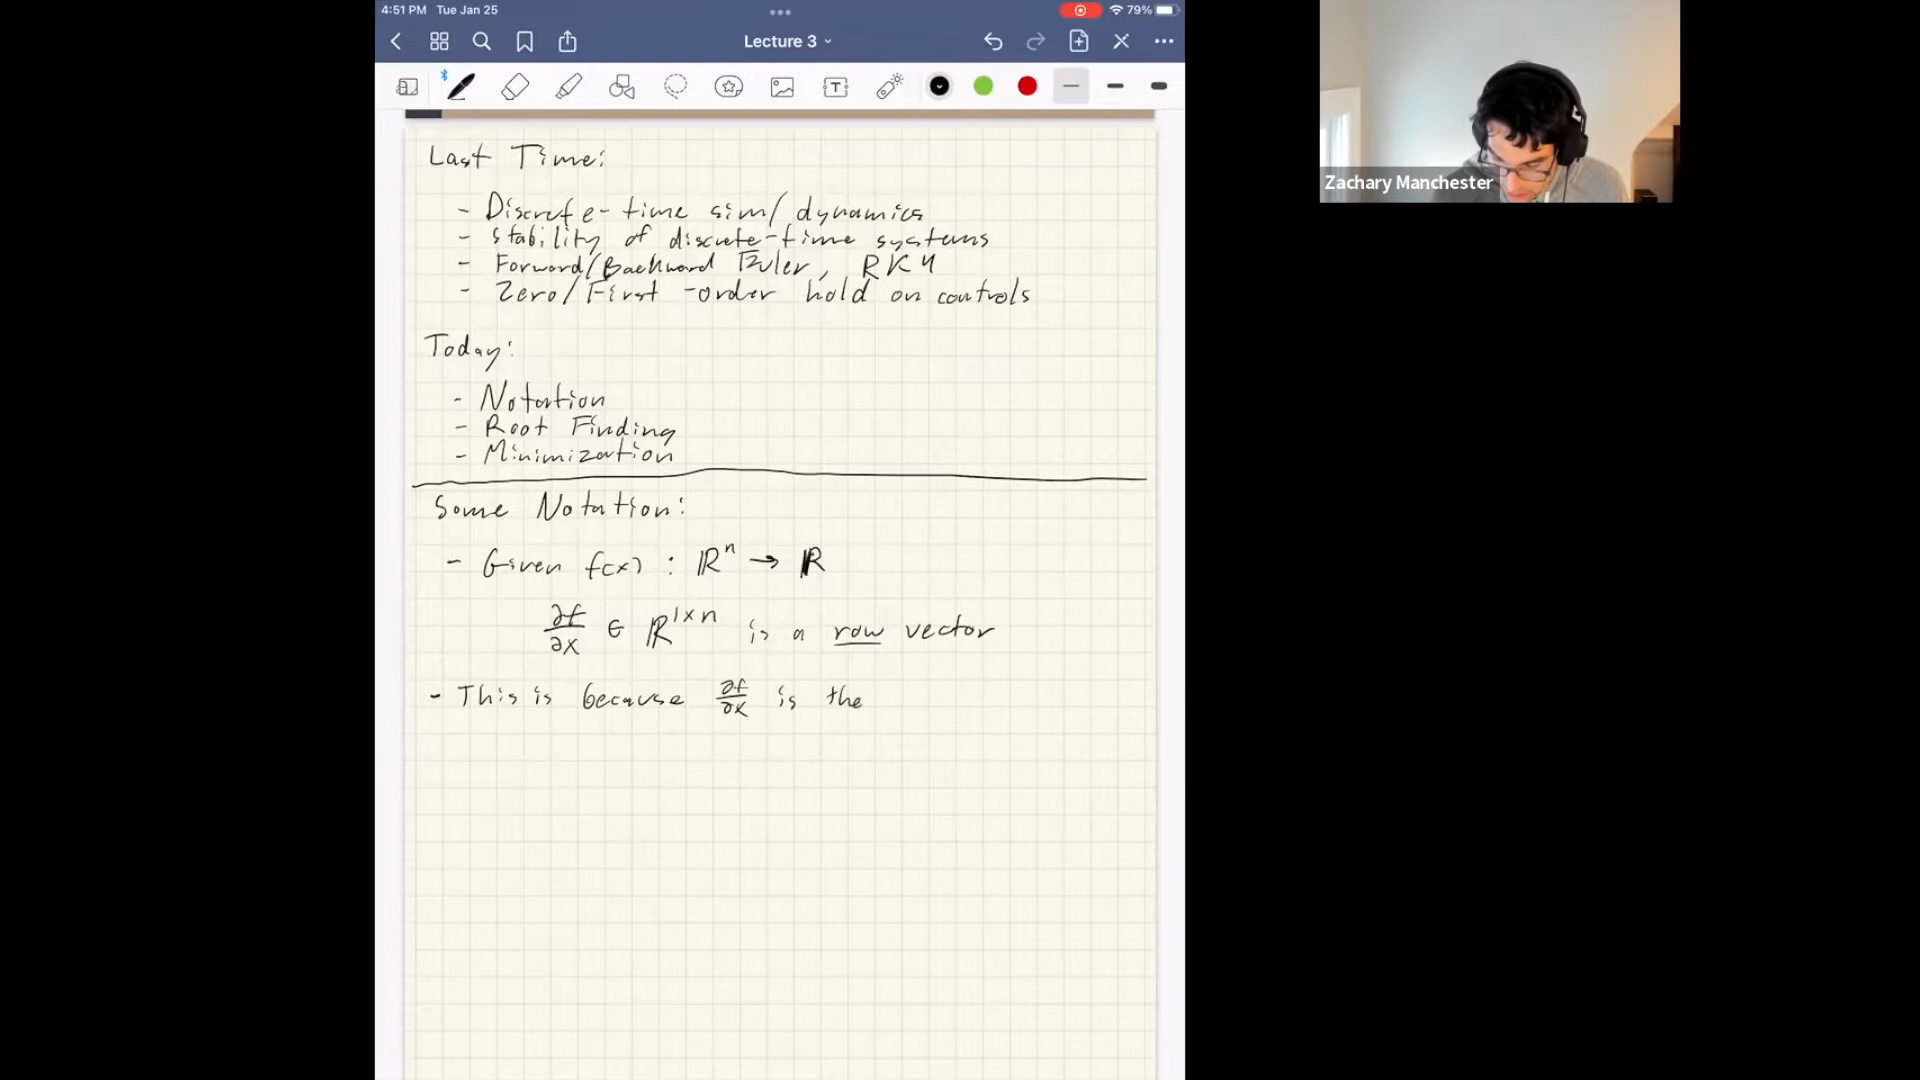 4:51 PM Tue Jan 25
79%
Lecture 3
Last Time:
- Discrete-time sim/dynamics
- Stability of discrete-time systems
- Forward/Backward Euler, RK4
- Zero/First-order hold on controls
Today:
- Notation
- Root Finding
- Minimization
Some Notation:
- Given f(x) : ℝⁿ → ℝ
∂f/∂x ∈ ℝ^{1×n} is a row vector
- This is because ∂f/∂x is the
Zachary Manchester